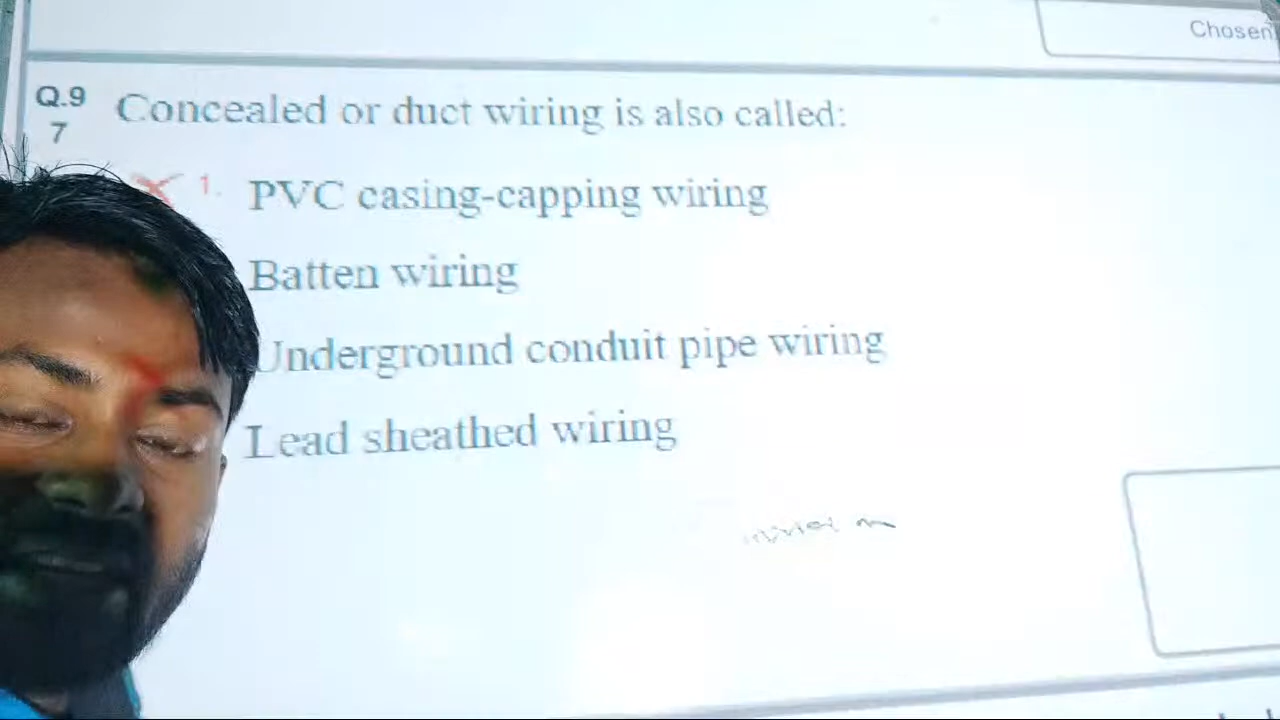 Chosen
Q.9 Concealed or duct wiring is also called:
7
1. PVC casing-capping wiring
Batten wiring
Underground conduit pipe wiring
Lead sheathed wiring